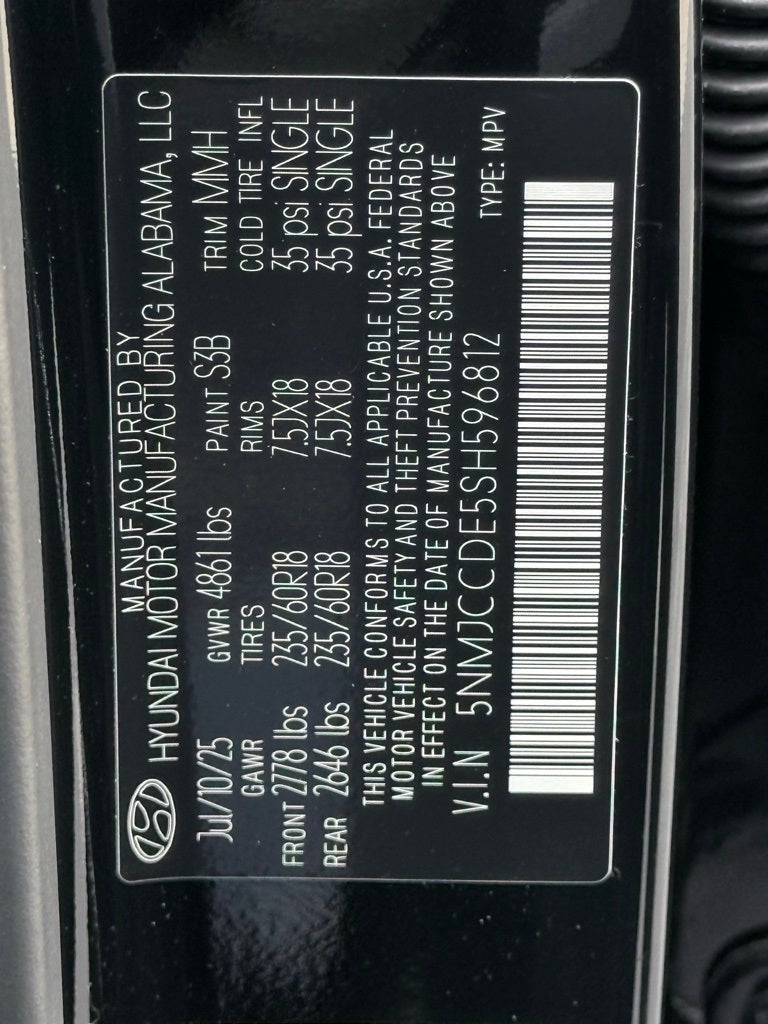 MANUFACTURED BY
HYUNDAI MOTOR MANUFACTURING ALABAMA, LLC
Jul/10/25 GVWR 4861 lbs PAINT S3B TRIM MMH
GAWR TIRES RIMS COLD TIRE INFL
FRONT 2778 lbs 235/60R18 7.5JX18 35 psi SINGLE
REAR 2646 lbs 235/60R18 7.5JX18 35 psi SINGLE
THIS VEHICLE CONFORMS TO ALL APPLICABLE U.S.A. FEDERAL
MOTOR VEHICLE SAFETY AND THEFT PREVENTION STANDARDS
IN EFFECT ON THE DATE OF MANUFACTURE SHOWN ABOVE
V.I.N 5NMJCCDE5SH596812 TYPE: MPV